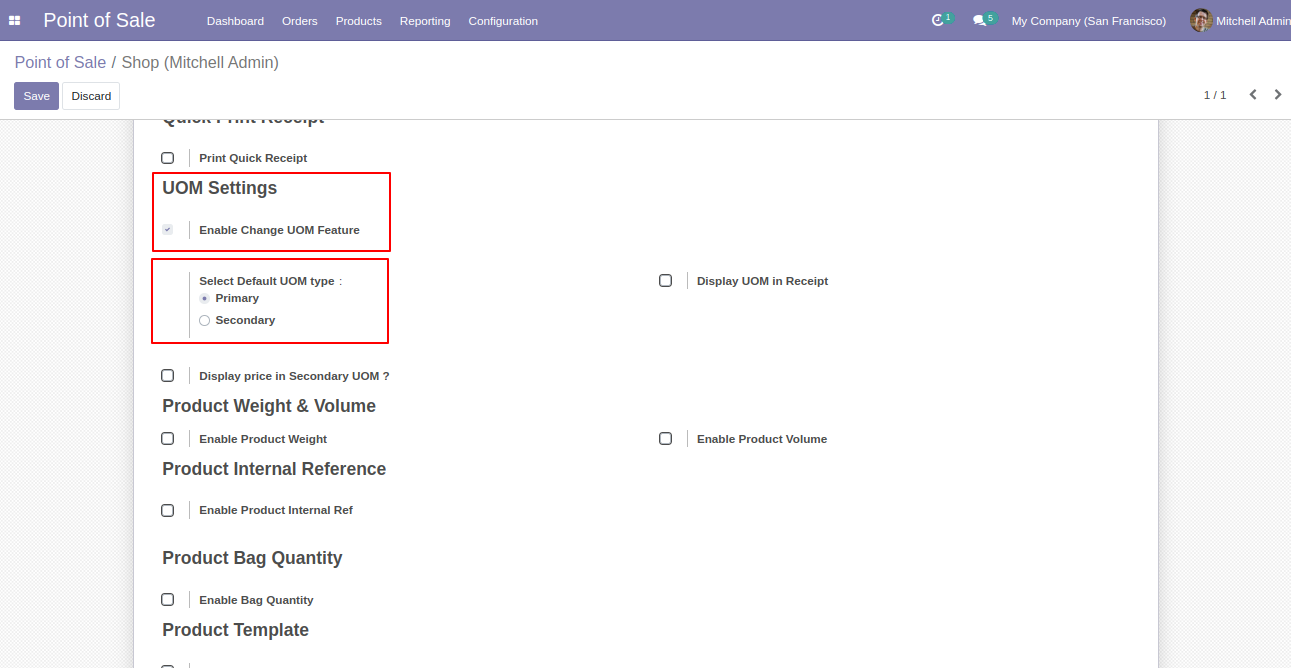 Point of Sale Dashboard Orders Products Reporting Configuration 1 5 My Company (San Francisco) Mitchell Admin
Point of Sale / Shop (Mitchell Admin)
Save Discard 1 / 1
Quick Print Receipt
Print Quick Receipt
UOM Settings
Enable Change UOM Feature
Select Default UOM type : Display UOM in Receipt
Primary
Secondary
Display price in Secondary UOM ?
Product Weight & Volume
Enable Product Weight Enable Product Volume
Product Internal Reference
Enable Product Internal Ref
Product Bag Quantity
Enable Bag Quantity
Product Template